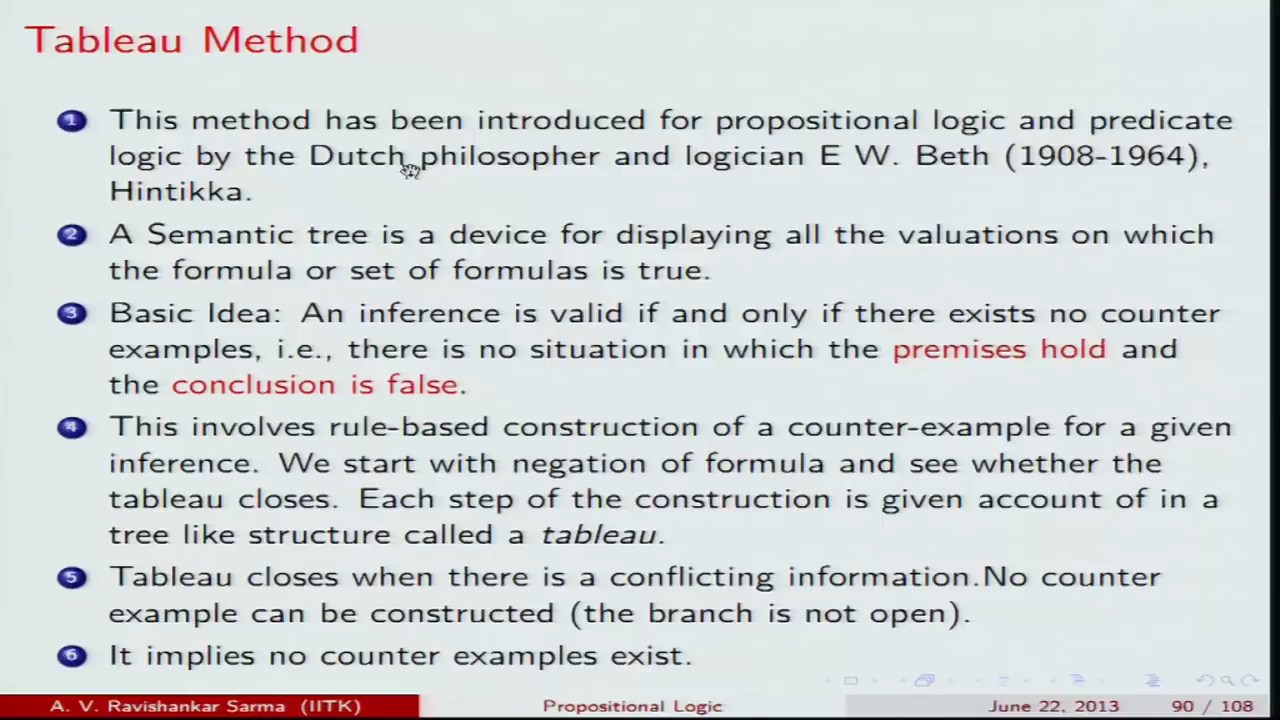 Tableau Method
1 This method has been introduced for propositional logic and predicate
logic by the Dutch philosopher and logician E W. Beth (1908-1964),
Hintikka.
2 A Semantic tree is a device for displaying all the valuations on which
the formula or set of formulas is true.
3 Basic Idea: An inference is valid if and only if there exists no counter
examples, i.e., there is no situation in which the premises hold and
the conclusion is false.
4 This involves rule-based construction of a counter-example for a given
inference. We start with negation of formula and see whether the
tableau closes. Each step of the construction is given account of in a
tree like structure called a tableau.
5 Tableau closes when there is a conflicting information.No counter
example can be constructed (the branch is not open).
6 It implies no counter examples exist.
A. V. Ravishankar Sarma (IITK) Propositional Logic June 22, 2013 90 / 108